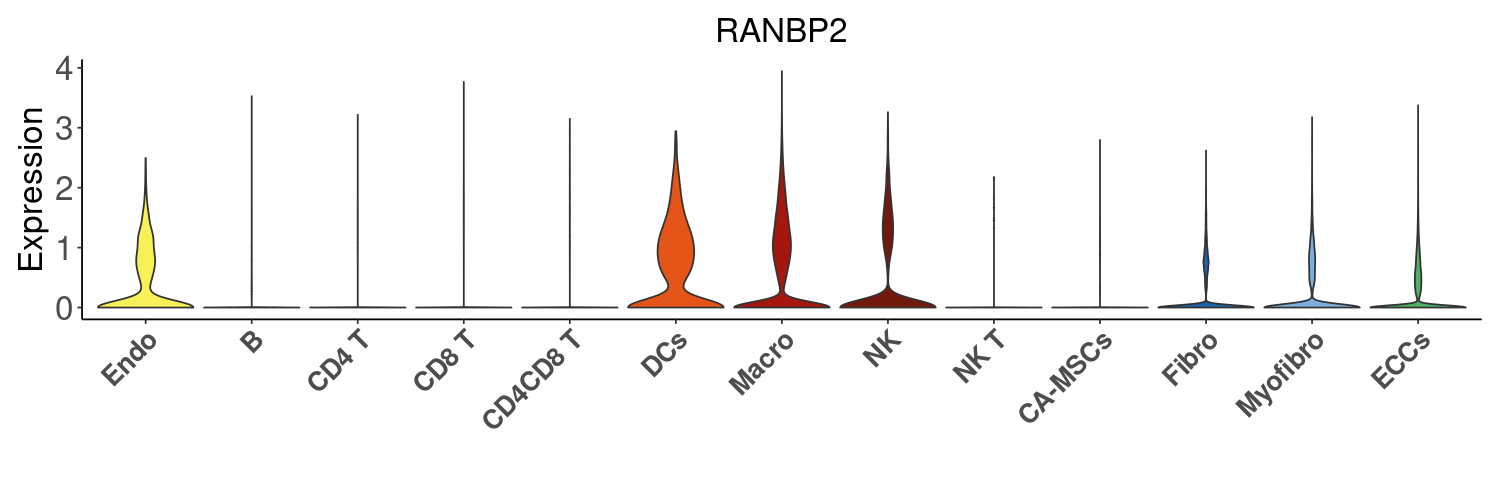 RANBP2
Expression
4
3
2
1
0
Endo
B
CD4 T
CD8 T
CD4CD8 T
DCs
Macro
NK
NK T
CA-MSCs
Fibro
Myofibro
ECCs